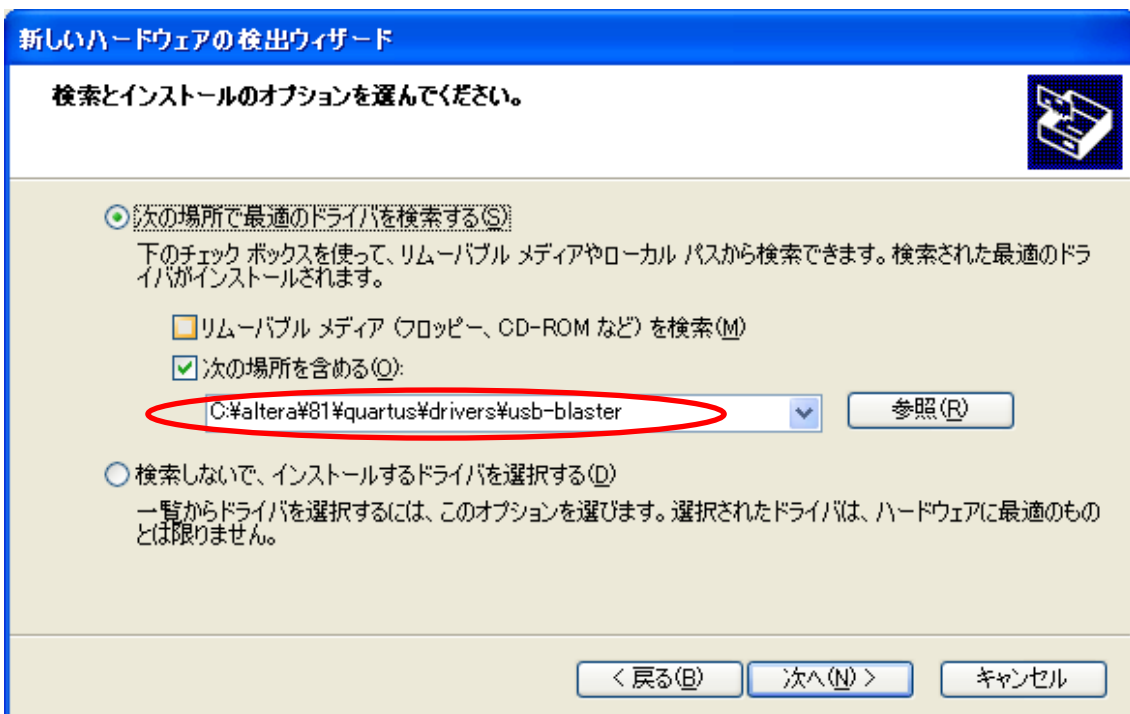 新しいハードウェアの検出ウィザード
検索とインストールのオプションを選んでください。
次の場所で最適のドライバを検索する(S)
下のチェック ボックスを使って、リムーバブル メディアやローカル パスから検索できます。検索された最適のドラ
イバがインストールされます。
リムーバブル メディア (フロッピー、CD-ROM など) を検索(M)
次の場所を含める(O):
C:¥altera¥81¥quartus¥drivers¥usb-blaster
参照(R)
検索しないで、インストールするドライバを選択する(D)
一覧からドライバを選択するには、このオプションを選びます。選択されたドライバは、ハードウェアに最適のもの
とは限りません。
< 戻る(B) 次へ(N) > キャンセル